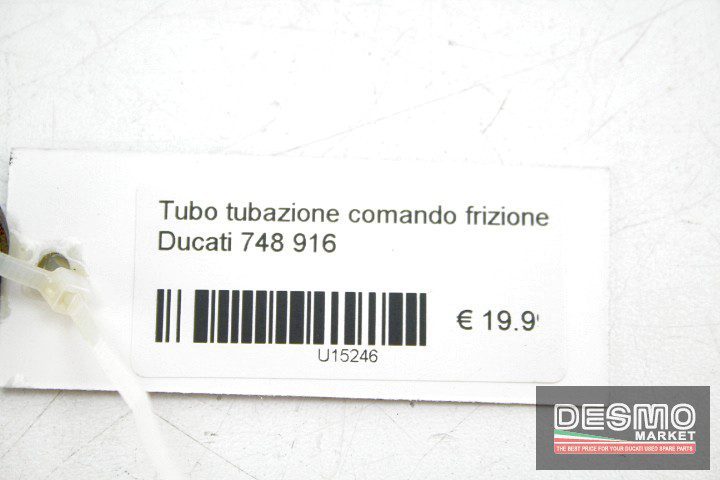 Tubo tubazione comando frizione
Ducati 748 916
€ 19.9
U15246
DESMO
MARKET
THE BEST PRICE FOR YOUR DUCATI USED SPARE PARTS